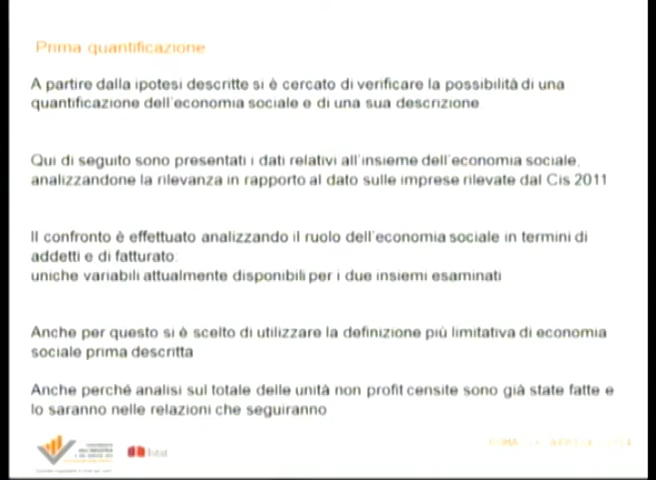 Prima quantificazione
A partire dalla ipotesi descritte si è cercato di verificare la possibilità di una
quantificazione dell'economia sociale e di una sua descrizione
Qui di seguito sono presentati i dati relativi all'insieme dell'economia sociale,
analizzandone la rilevanza in rapporto al dato sulle imprese rilevate dal Cis 2011
Il confronto è effettuato analizzando il ruolo dell'economia sociale in termini di
addetti e di fatturato:
uniche variabili attualmente disponibili per i due insiemi esaminati
Anche per questo si è scelto di utilizzare la definizione più limitativa di economia
sociale prima descritta
Anche perché analisi sul totale delle unità non profit censite sono già state fatte e
lo saranno nelle relazioni che seguiranno
Istat